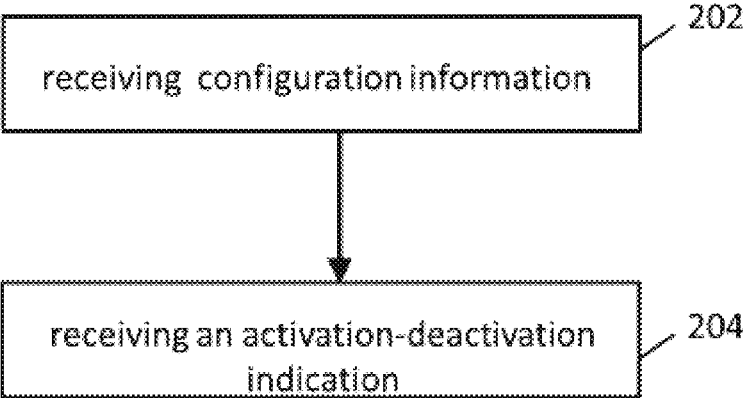 202
receiving configuration information
204
receiving an activation-deactivation
indication